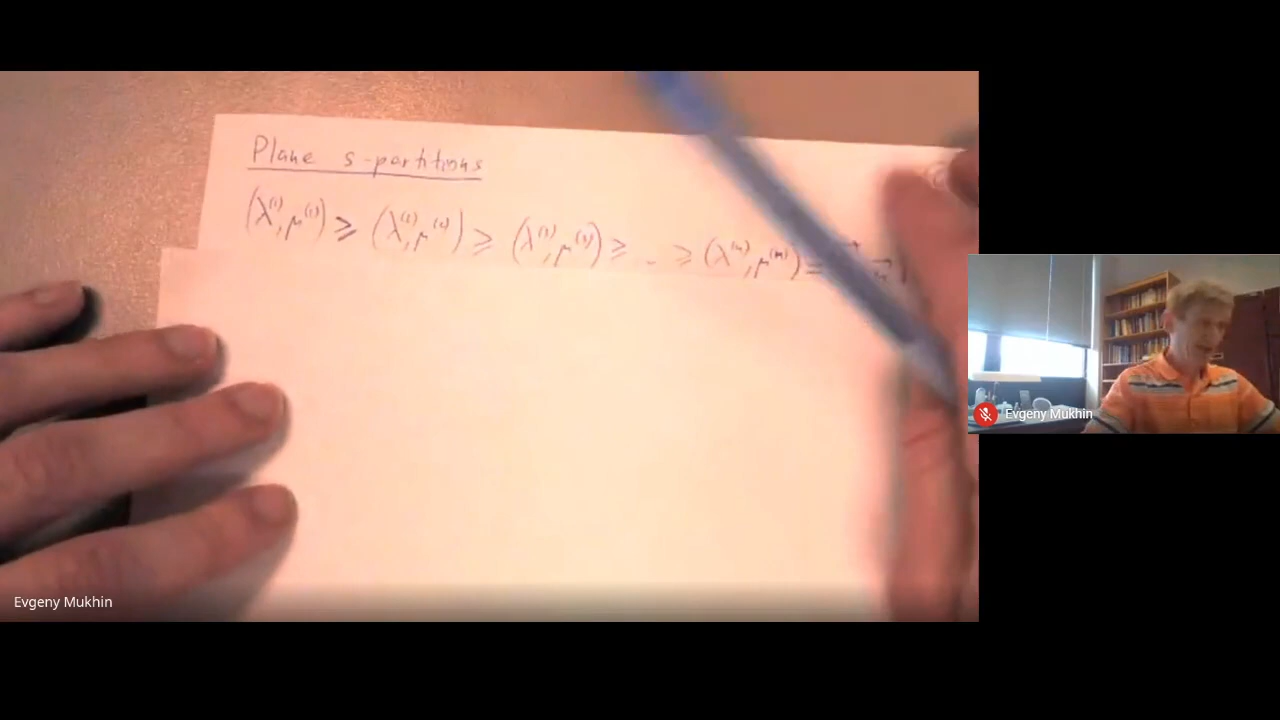 Plane s-partitions
(λ⁽¹⁾, μ⁽¹⁾) ⩾ (λ⁽²⁾, μ⁽²⁾) ⩾ (λ⁽³⁾, μ⁽³⁾) ⩾ ... ⩾ (λ⁽ⁿ⁾, μ⁽ⁿ⁾) =
Evgeny Mukhin
Evgeny Mukhin